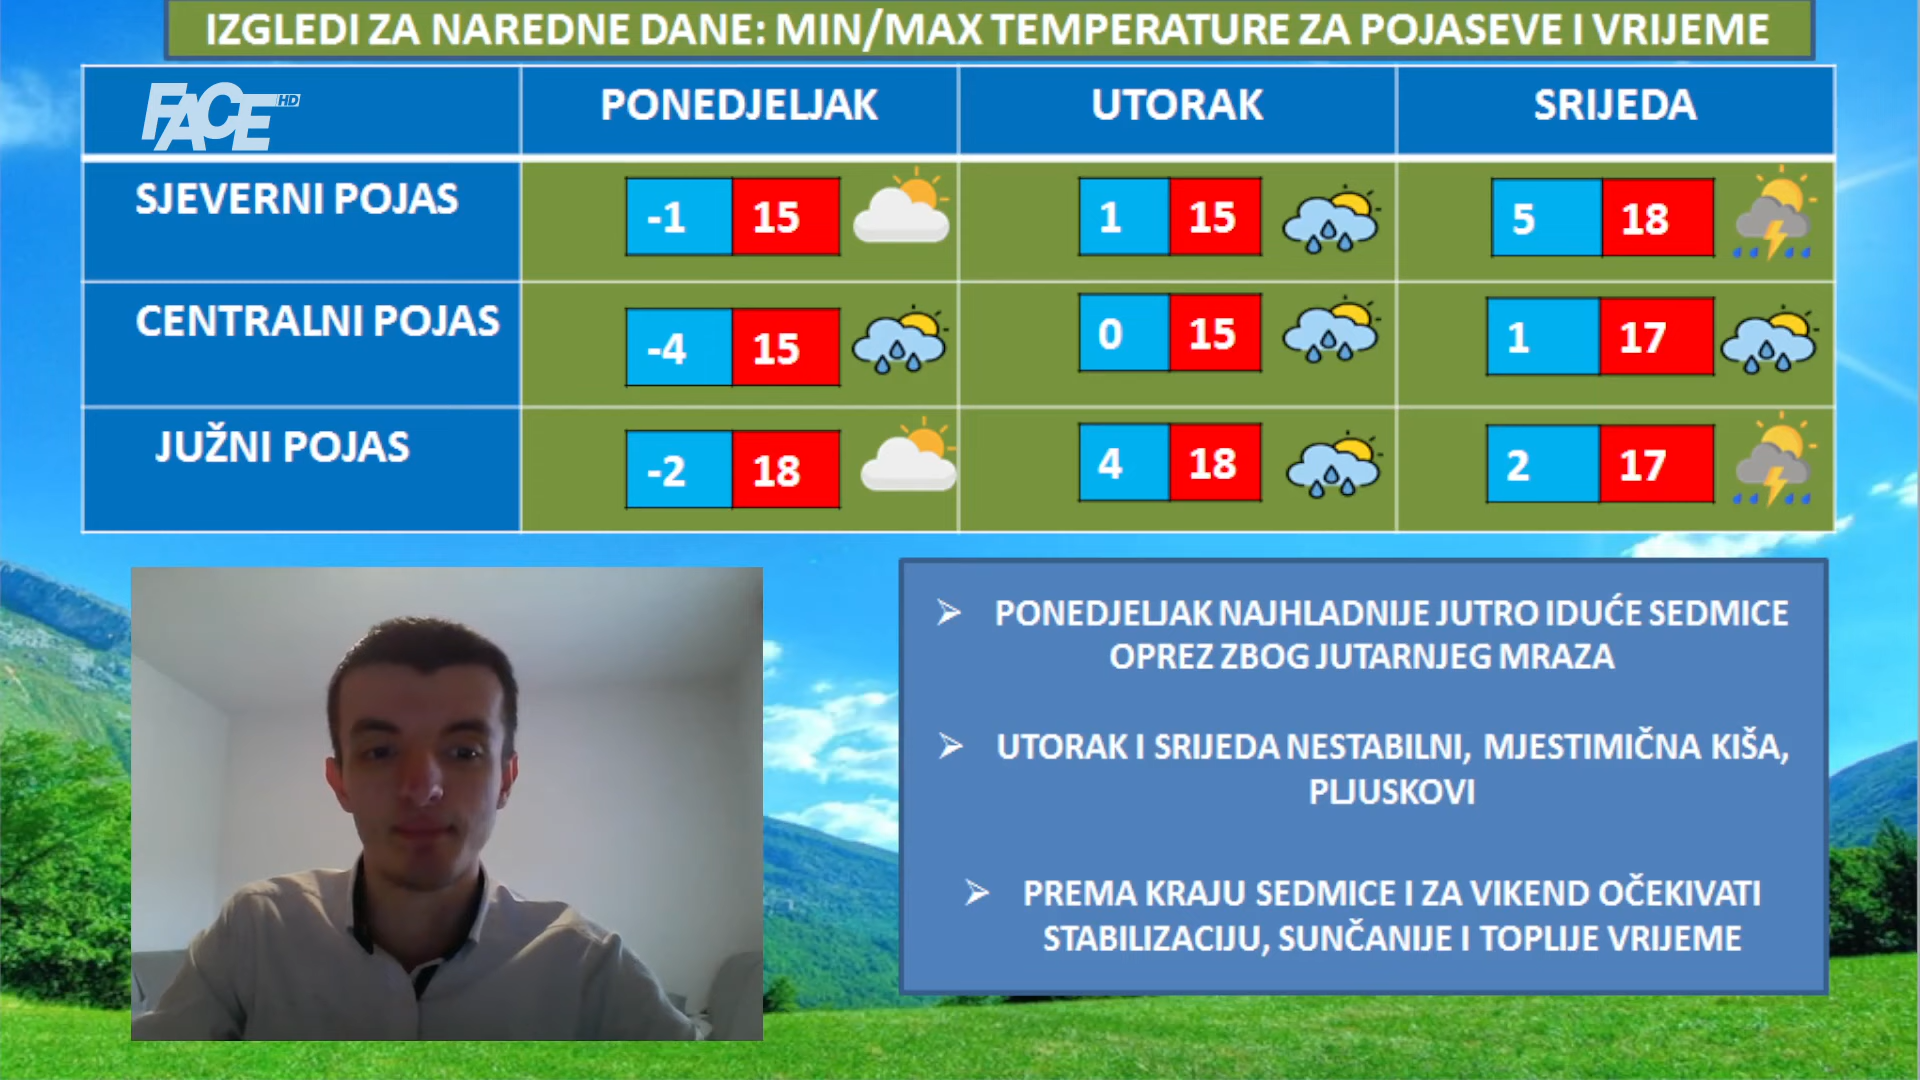 IZGLEDI ZA NAREDNE DANE: MIN/MAX TEMPERATURE ZA POJASEVE I VRIJEME
FACE HD
PONEDJELJAK
UTORAK
SRIJEDA
SJEVERNI POJAS
-1 15
1 15
5 18
CENTRALNI POJAS
-4 15
0 15
1 17
JUŽNI POJAS
-2 18
4 18
2 17
➢ PONEDJELJAK NAJHLADNIJE JUTRO IDUĆE SEDMICE
OPREZ ZBOG JUTARNJEG MRAZA
➢ UTORAK I SRIJEDA NESTABILNI, MJESTIMIČNA KIŠA,
PLJUSKOVI
➢ PREMA KRAJU SEDMICE I ZA VIKEND OČEKIVATI
STABILIZACIJU, SUNČANIJE I TOPLIJE VRIJEME